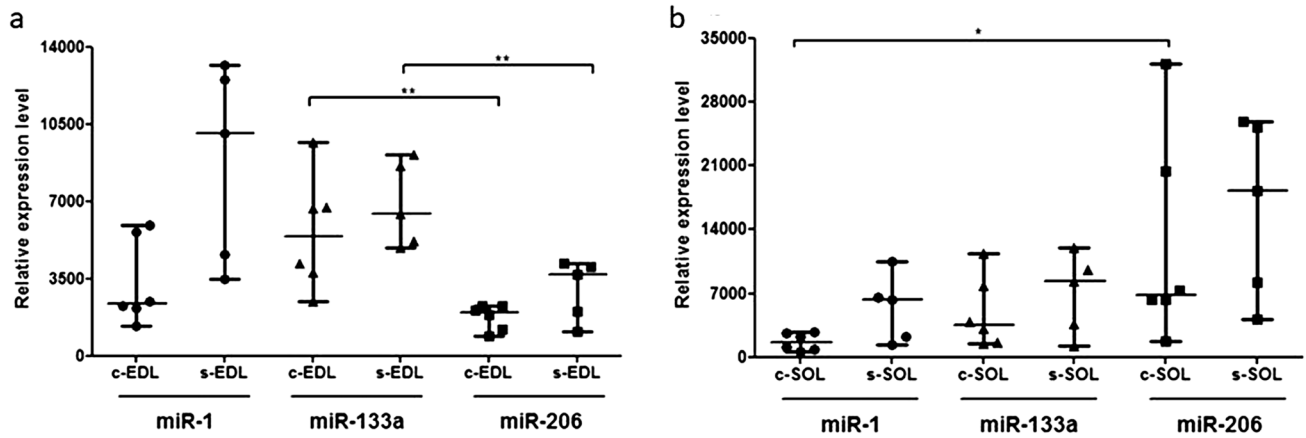 a
14000
10500
7000
3500
0
Relative expression level
**
**
c-EDL s-EDL c-EDL s-EDL c-EDL s-EDL
miR-1 miR-133a miR-206
b
35000
28000
21000
14000
7000
0
Relative expression level
*
c-SOL s-SOL c-SOL s-SOL c-SOL s-SOL
miR-1 miR-133a miR-206